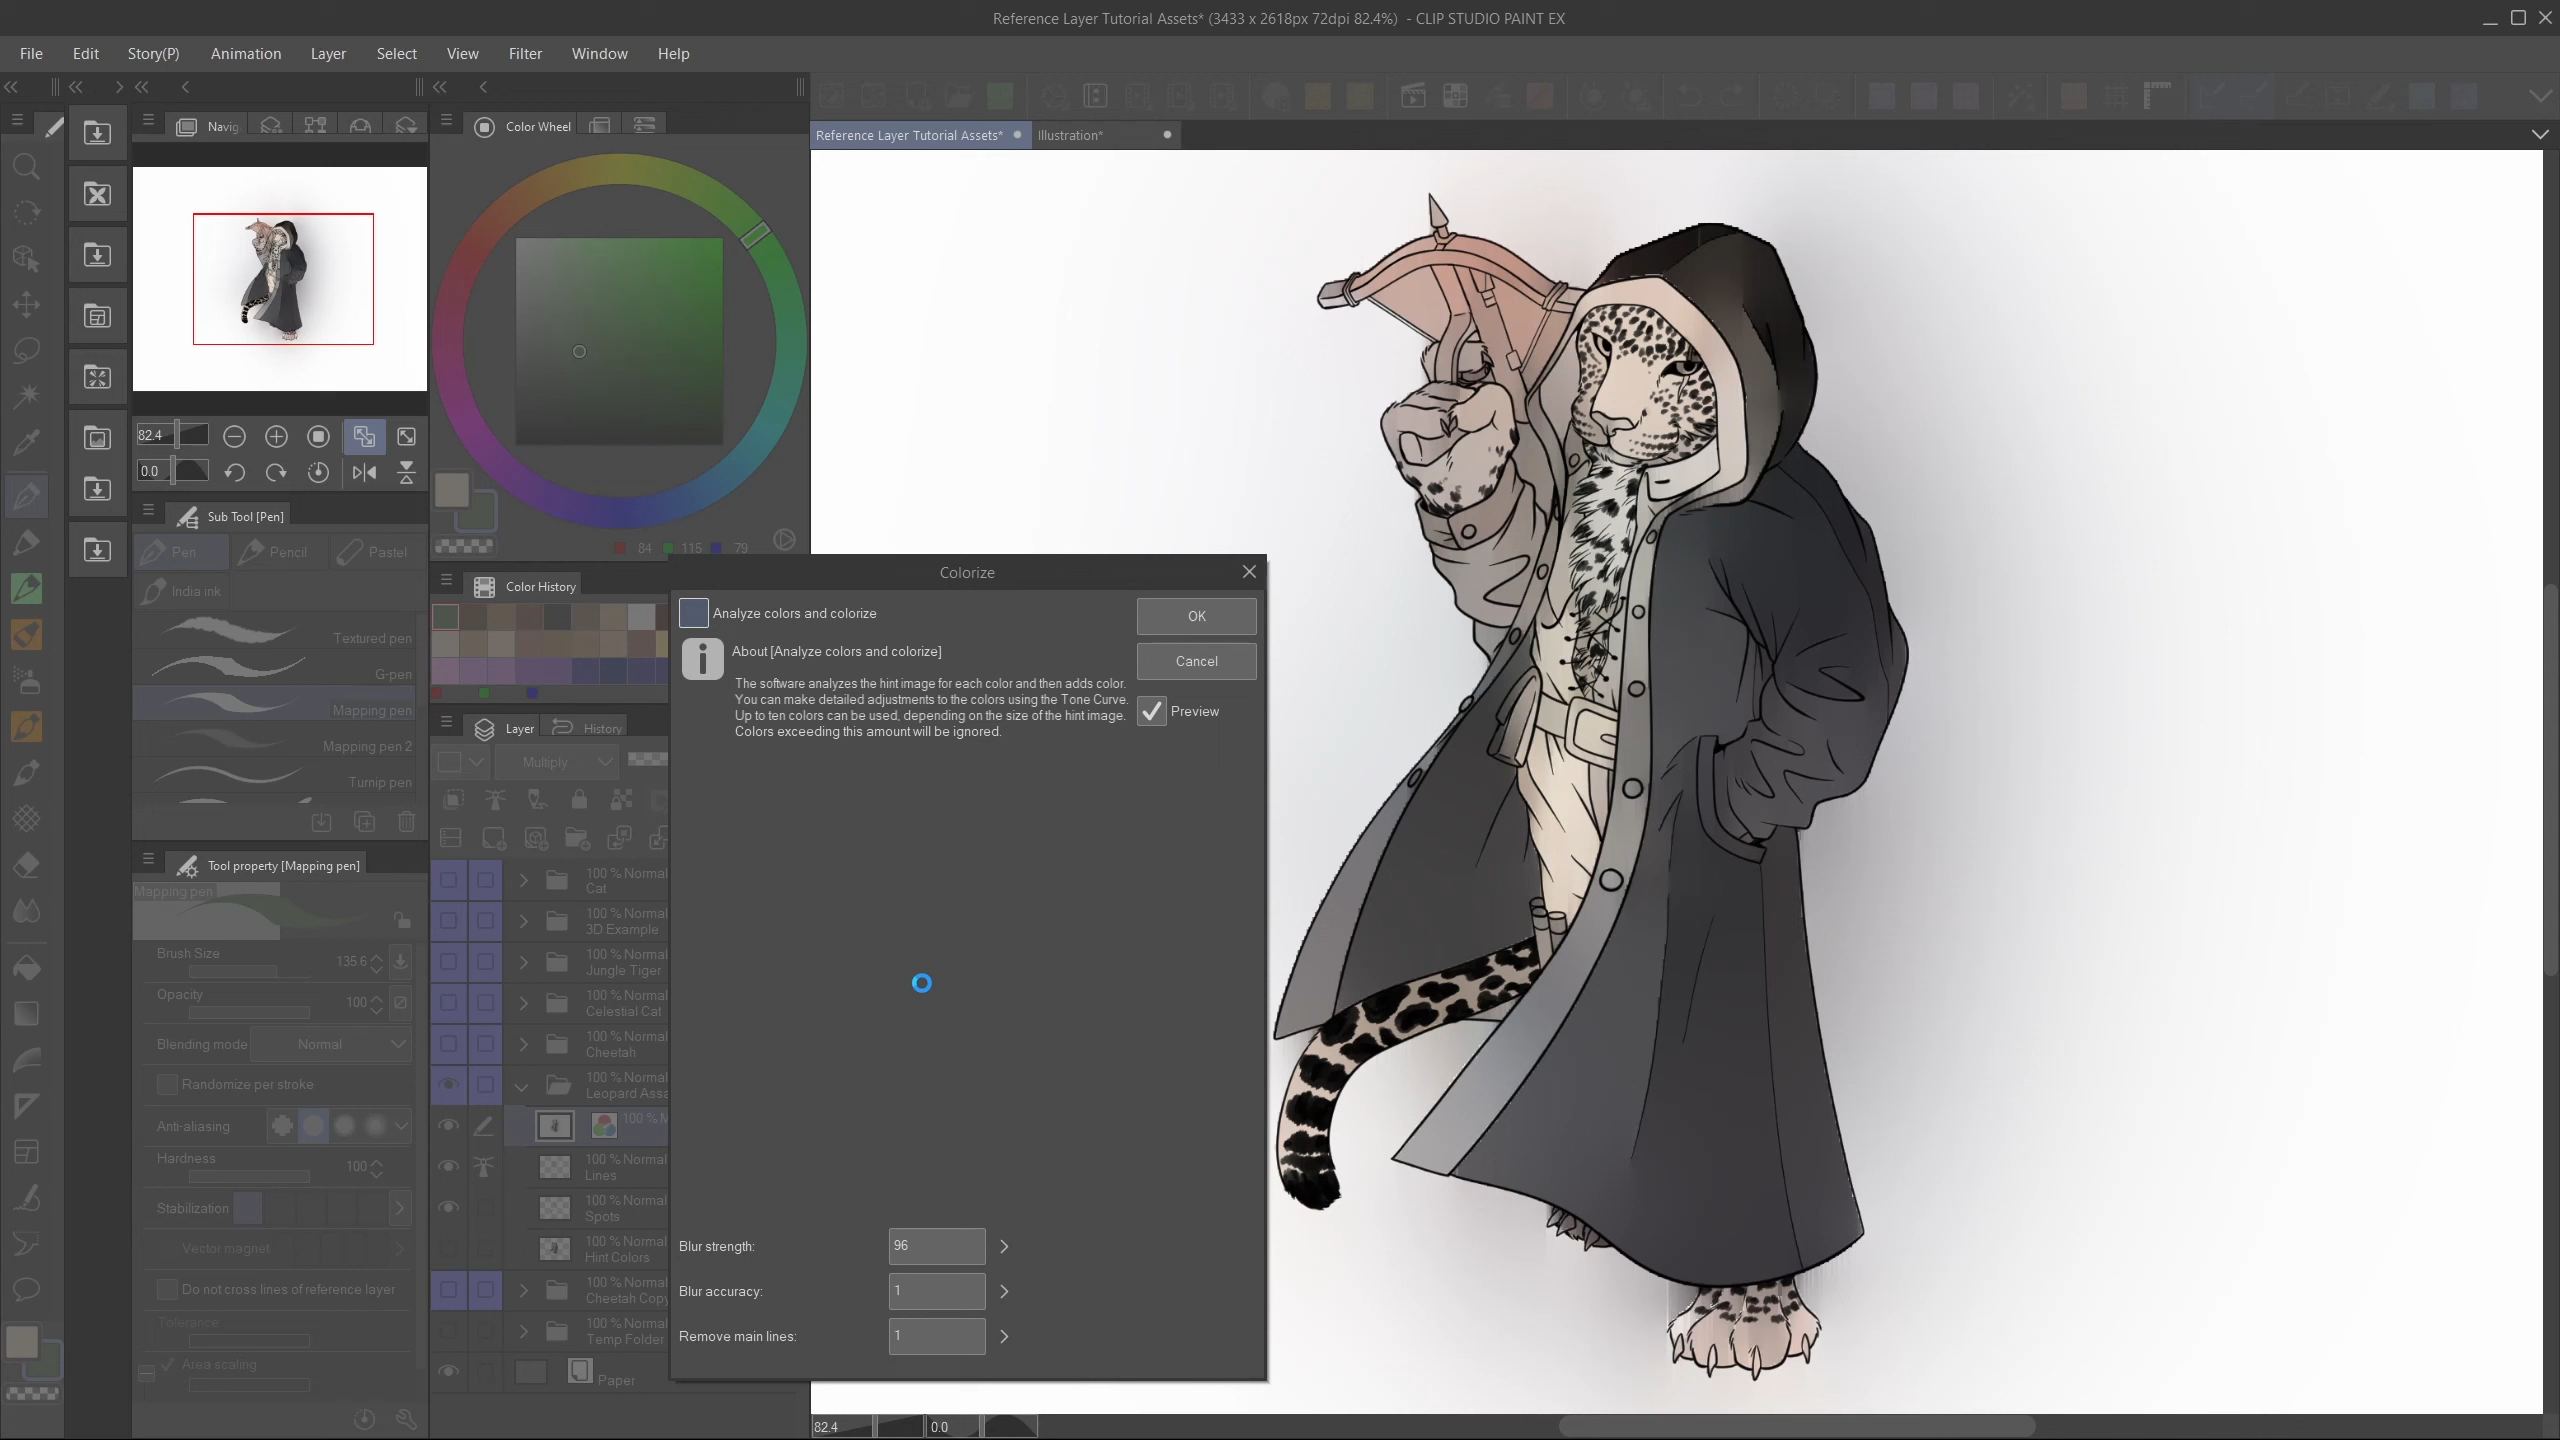 Reference Layer Tutorial Assets* (3433 x 2618px 72dpi 82.4%) - CLIP STUDIO PAINT EX
File Edit Story(P) Animation Layer Select View Filter Window Help
Navig
Color Wheel
Reference Layer Tutorial Assets*
Illustration*
82.4
0.0
Sub Tool [Pen]
Pen
Pencil
Pastel
India ink
Textured pen
G-pen
Mapping pen
Mapping pen 2
Turnip pen
Tool property [Mapping pen]
Mapping pen
Brush Size
135.6
Opacity
100
Blending mode
Normal
Randomize per stroke
Anti-aliasing
Hardness
100
Stabilization
Vector magnet
Do not cross lines of reference layer
Tolerance
Area scaling
84 115 79
Color History
Layer
History
Multiply
100 % Normal
Cat
100 % Normal
3D Example
100 % Normal
Jungle Tiger
100 % Normal
Celestial Cat
100 % Normal
Cheetah
100 % Normal
Leopard Assa
100 % M
100 % Normal
Lines
100 % Normal
Spots
100 % Normal
Hint Colors
100 % Normal
Cheetah Copy
100 % Normal
Temp Folder
Paper
Colorize
Analyze colors and colorize
OK
About [Analyze colors and colorize]
Cancel
The software analyzes the hint image for each color and then adds color.
You can make detailed adjustments to the colors using the Tone Curve.
Up to ten colors can be used, depending on the size of the hint image.
Colors exceeding this amount will be ignored.
Preview
Blur strength:
96
Blur accuracy:
1
Remove main lines:
1
82.4
0.0